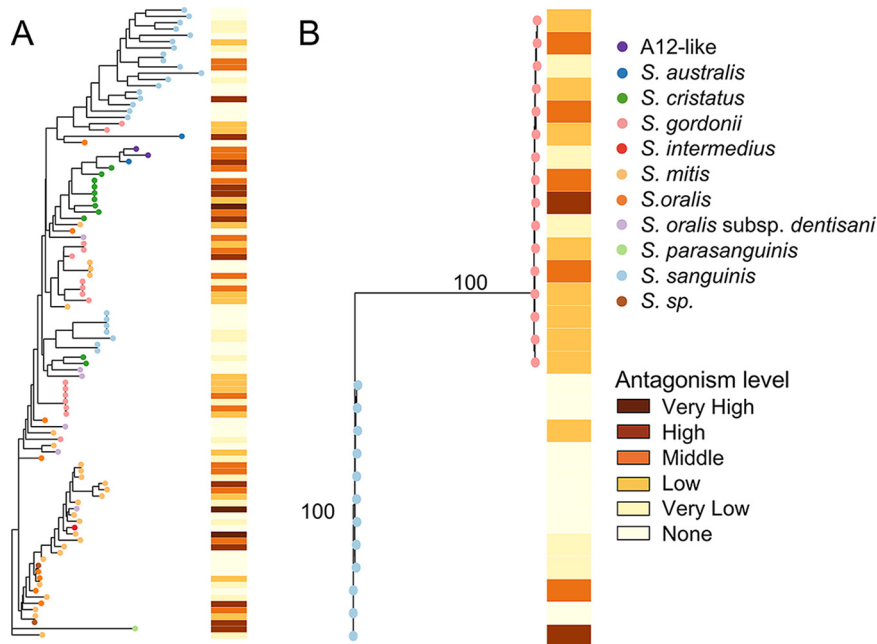 A
B
100
100
A12-like
S. australis
S. cristatus
S. gordonii
S. intermedius
S. mitis
S.oralis
S. oralis subsp. dentisani
S. parasanguinis
S. sanguinis
S. sp.
Antagonism level
Very High
High
Middle
Low
Very Low
None